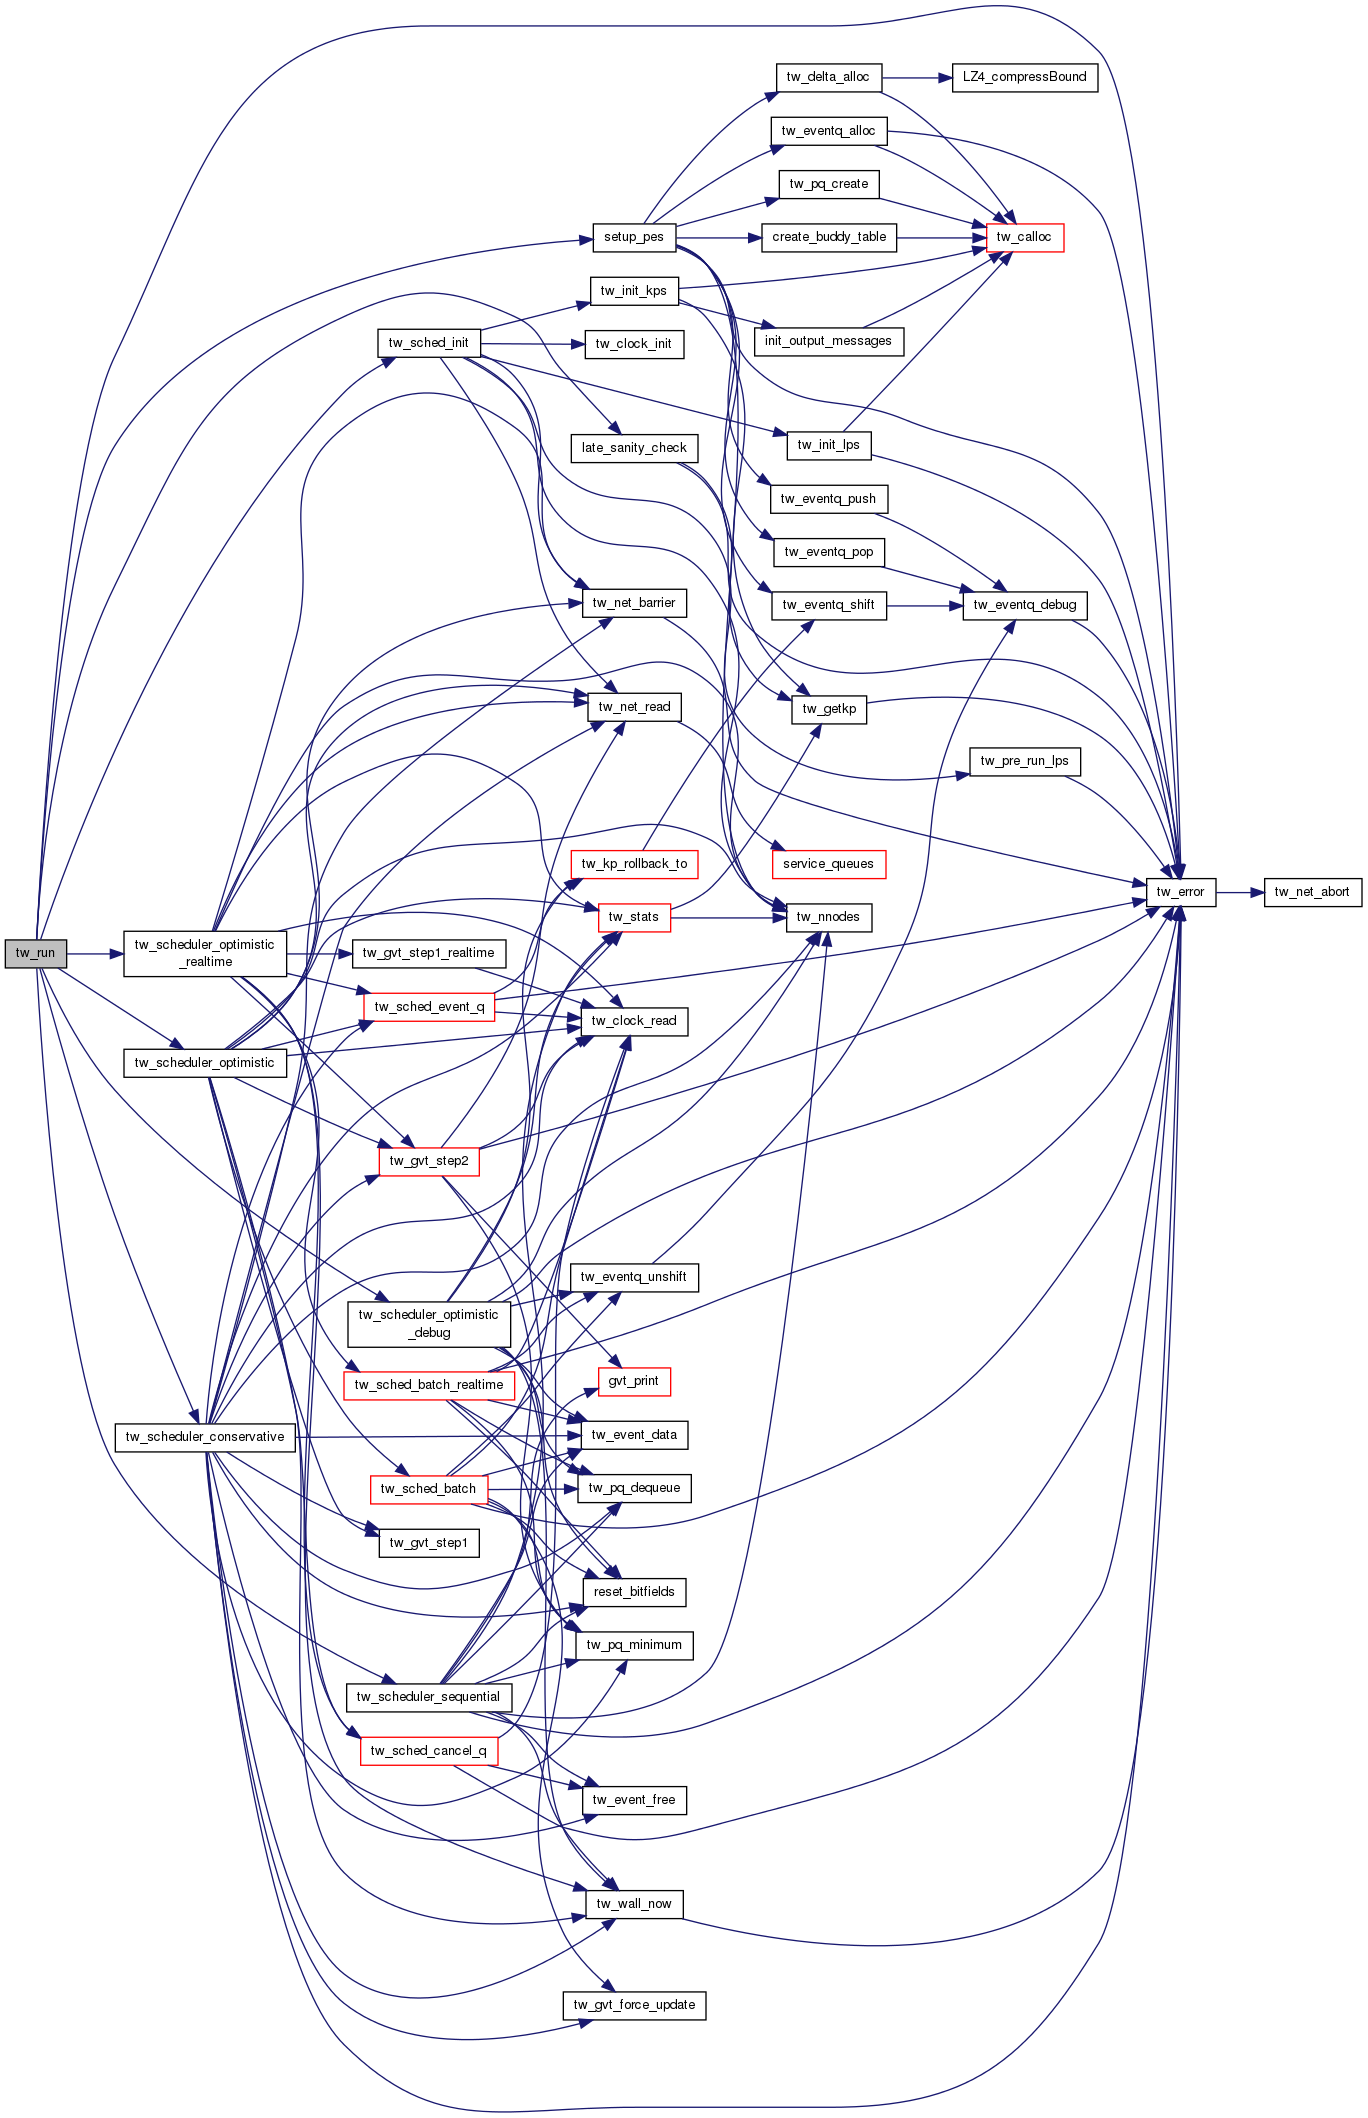 tw_delta_alloc
LZ4_compressBound
tw_eventq_alloc
tw_pq_create
setup_pes
create_buddy_table
tw_calloc
tw_init_kps
tw_sched_init
tw_clock_init
init_output_messages
late_sanity_check
tw_init_lps
tw_eventq_push
tw_eventq_pop
tw_net_barrier
tw_eventq_shift
tw_eventq_debug
tw_net_read
tw_getkp
tw_pre_run_lps
tw_kp_rollback_to
service_queues
tw_error
tw_net_abort
tw_stats
tw_nnodes
tw_run
tw_scheduler_optimistic
_realtime
tw_gvt_step1_realtime
tw_sched_event_q
tw_clock_read
tw_scheduler_optimistic
tw_gvt_step2
tw_eventq_unshift
tw_scheduler_optimistic
_debug
tw_sched_batch_realtime
gvt_print
tw_scheduler_conservative
tw_event_data
tw_sched_batch
tw_pq_dequeue
tw_gvt_step1
reset_bitfields
tw_pq_minimum
tw_scheduler_sequential
tw_sched_cancel_q
tw_event_free
tw_wall_now
tw_gvt_force_update